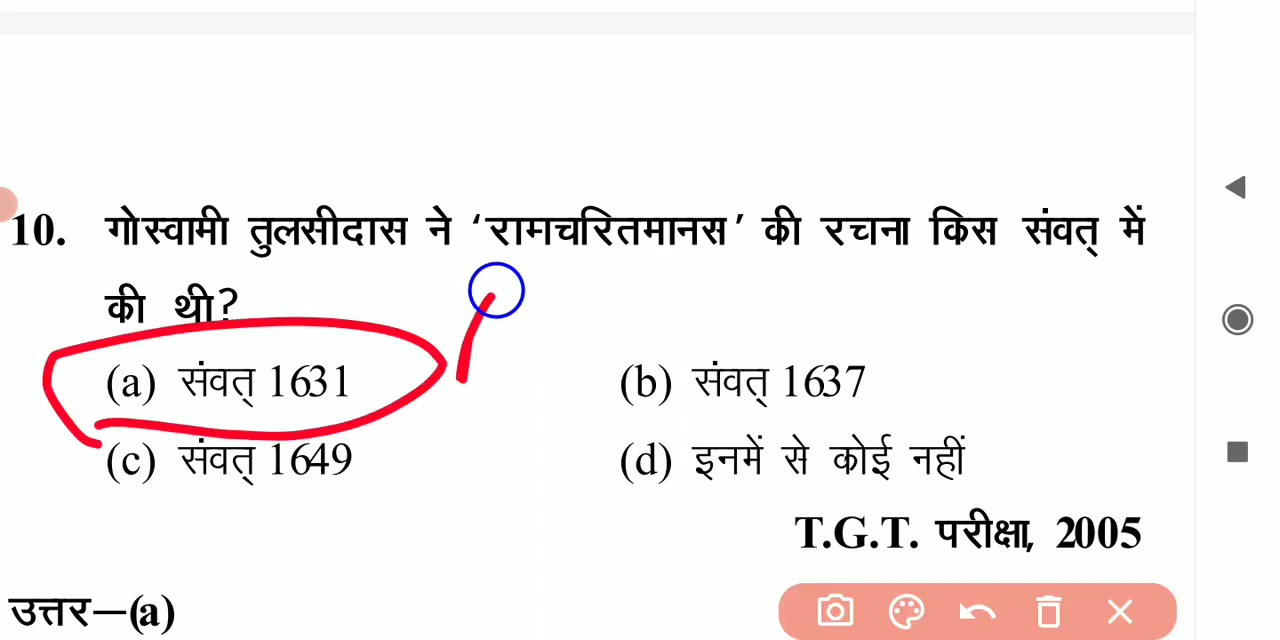 10. गोस्वामी तुलसीदास ने ‘रामचरितमानस’ की रचना किस संवत् में
की थी?
(a) संवत् 1631 (b) संवत् 1637
(c) संवत् 1649 (d) इनमें से कोई नहीं
T.G.T. परीक्षा, 2005
उत्तर—(a)